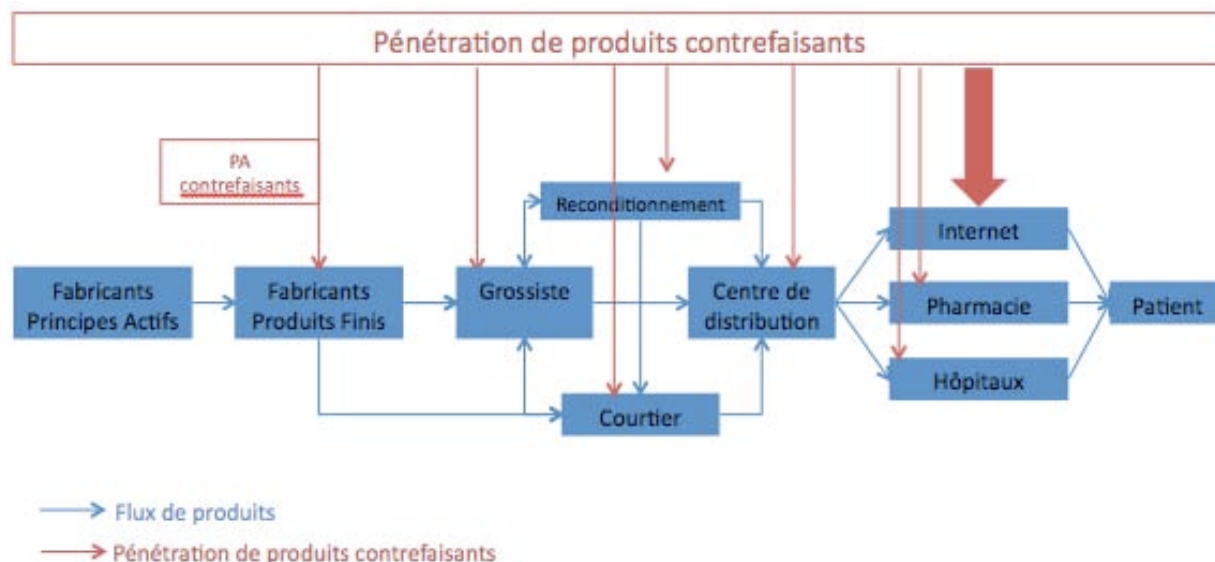 Pénétration de produits contrefaisants
PA
contrefaisants
Reconditionnement
Internet
Fabricants
Principes Actifs
Fabricants
Produits Finis
Grossiste
Centre de
distribution
Pharmacie
Patient
Hôpitaux
Courtier
Flux de produits
Pénétration de produits contrefaisants